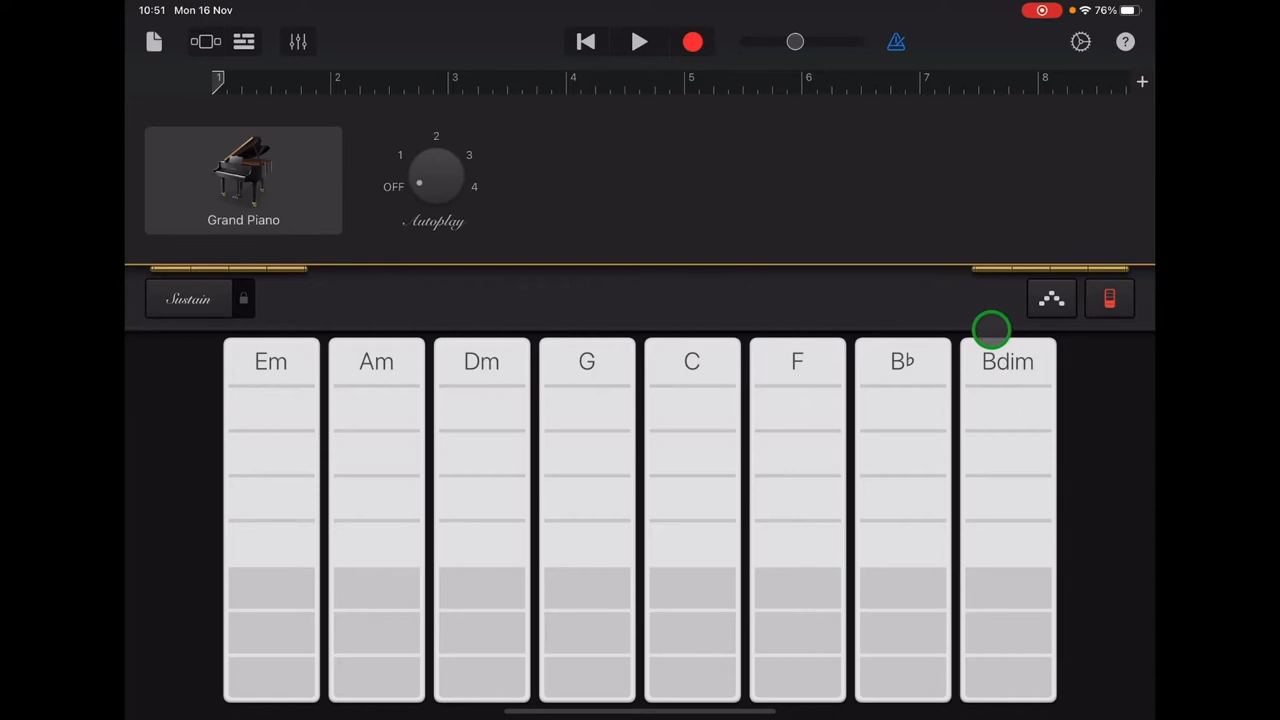 10:51 Mon 16 Nov 76%
1 2 3 4 5 6 7 8 +
2
1 3
OFF 4
Grand Piano Autoplay
Sustain
Em Am Dm G C F B♭ Bdim